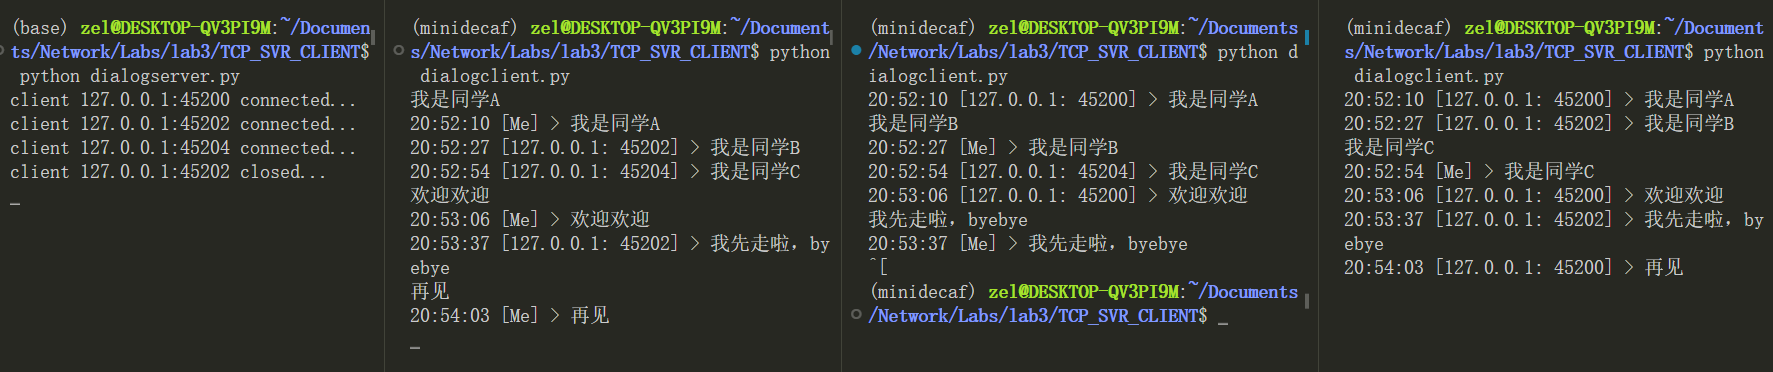 (base) zel@DESKTOP-QV3PI9M:~/Documen
ts/Network/Labs/lab3/TCP_SVR_CLIENT$
python dialogserver.py
client 127.0.0.1:45200 connected...
client 127.0.0.1:45202 connected...
client 127.0.0.1:45204 connected...
client 127.0.0.1:45202 closed...
(minidecaf) zel@DESKTOP-QV3PI9M:~/Document
s/Network/Labs/lab3/TCP_SVR_CLIENT$ python
dialogclient.py
我是同学A
20:52:10 [Me] > 我是同学A
20:52:27 [127.0.0.1: 45202] > 我是同学B
20:52:54 [127.0.0.1: 45204] > 我是同学C
欢迎欢迎
20:53:06 [Me] > 欢迎欢迎
20:53:37 [127.0.0.1: 45202] > 我先走啦，by
ebye
再见
20:54:03 [Me] > 再见
(minidecaf) zel@DESKTOP-QV3PI9M:~/Documents
/Network/Labs/lab3/TCP_SVR_CLIENT$ python d
ialogclient.py
20:52:10 [127.0.0.1: 45200] > 我是同学A
我是同学B
20:52:27 [Me] > 我是同学B
20:52:54 [127.0.0.1: 45204] > 我是同学C
20:53:06 [127.0.0.1: 45200] > 欢迎欢迎
我先走啦，byebye
20:53:37 [Me] > 我先走啦，byebye
^[
(minidecaf) zel@DESKTOP-QV3PI9M:~/Documents
/Network/Labs/lab3/TCP_SVR_CLIENT$
(minidecaf) zel@DESKTOP-QV3PI9M:~/Document
s/Network/Labs/lab3/TCP_SVR_CLIENT$ python
dialogclient.py
20:52:10 [127.0.0.1: 45200] > 我是同学A
20:52:27 [127.0.0.1: 45202] > 我是同学B
我是同学C
20:52:54 [Me] > 我是同学C
20:53:06 [127.0.0.1: 45200] > 欢迎欢迎
20:53:37 [127.0.0.1: 45202] > 我先走啦，by
ebye
20:54:03 [127.0.0.1: 45200] > 再见